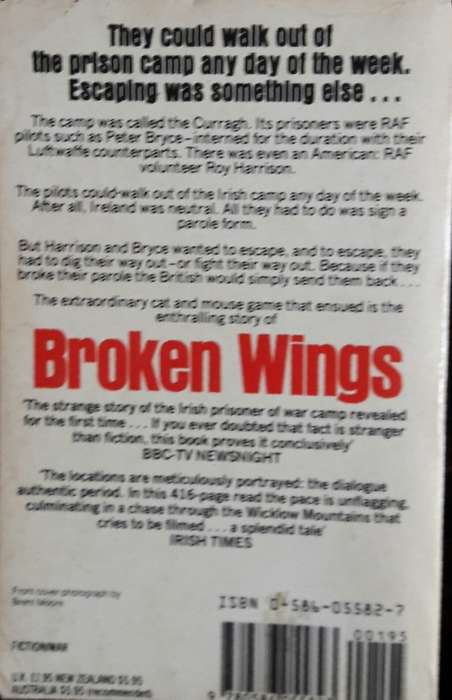 They could walk out of
the prison camp any day of the week.
Escaping was something else . . .
The camp was called the Curragh. Its prisoners were RAF
pilots such as Peter Bryce – interned for the duration with their
Luftwaffe counterparts. There was even an American: RAF
volunteer Roy Harrison.
The pilots could walk out of the Irish camp any day of the week.
After all, Ireland was neutral. All they had to do was sign a
parole form.
But Harrison and Bryce wanted to escape, and to escape, they
had to dig their way out – or fight their way out. Because if they
broke their parole the British would simply send them back . . . .
The extraordinary cat and mouse game that ensued is the
enthralling story of
Broken Wings
'The strange story of the Irish prisoner of war camp revealed
for the first time . . . If you ever doubted that fact is stranger
than fiction, this book proves it conclusively'
BBC-TV NEWSNIGHT
'The locations are meticulously portrayed: the dialogue
authentic period. In this 416-page read the pace is unflagging,
culminating in a chase through the Wicklow Mountains that
cries to be filmed . . . a splendid tale'
IRISH TIMES
Front cover photograph by
Moore
ISBN 0-586-05582-7
00195
FICTION/WAR
U.K. £1.95 NEW ZEALAND $5.95
AUSTRALIA $5.95 (recommended)